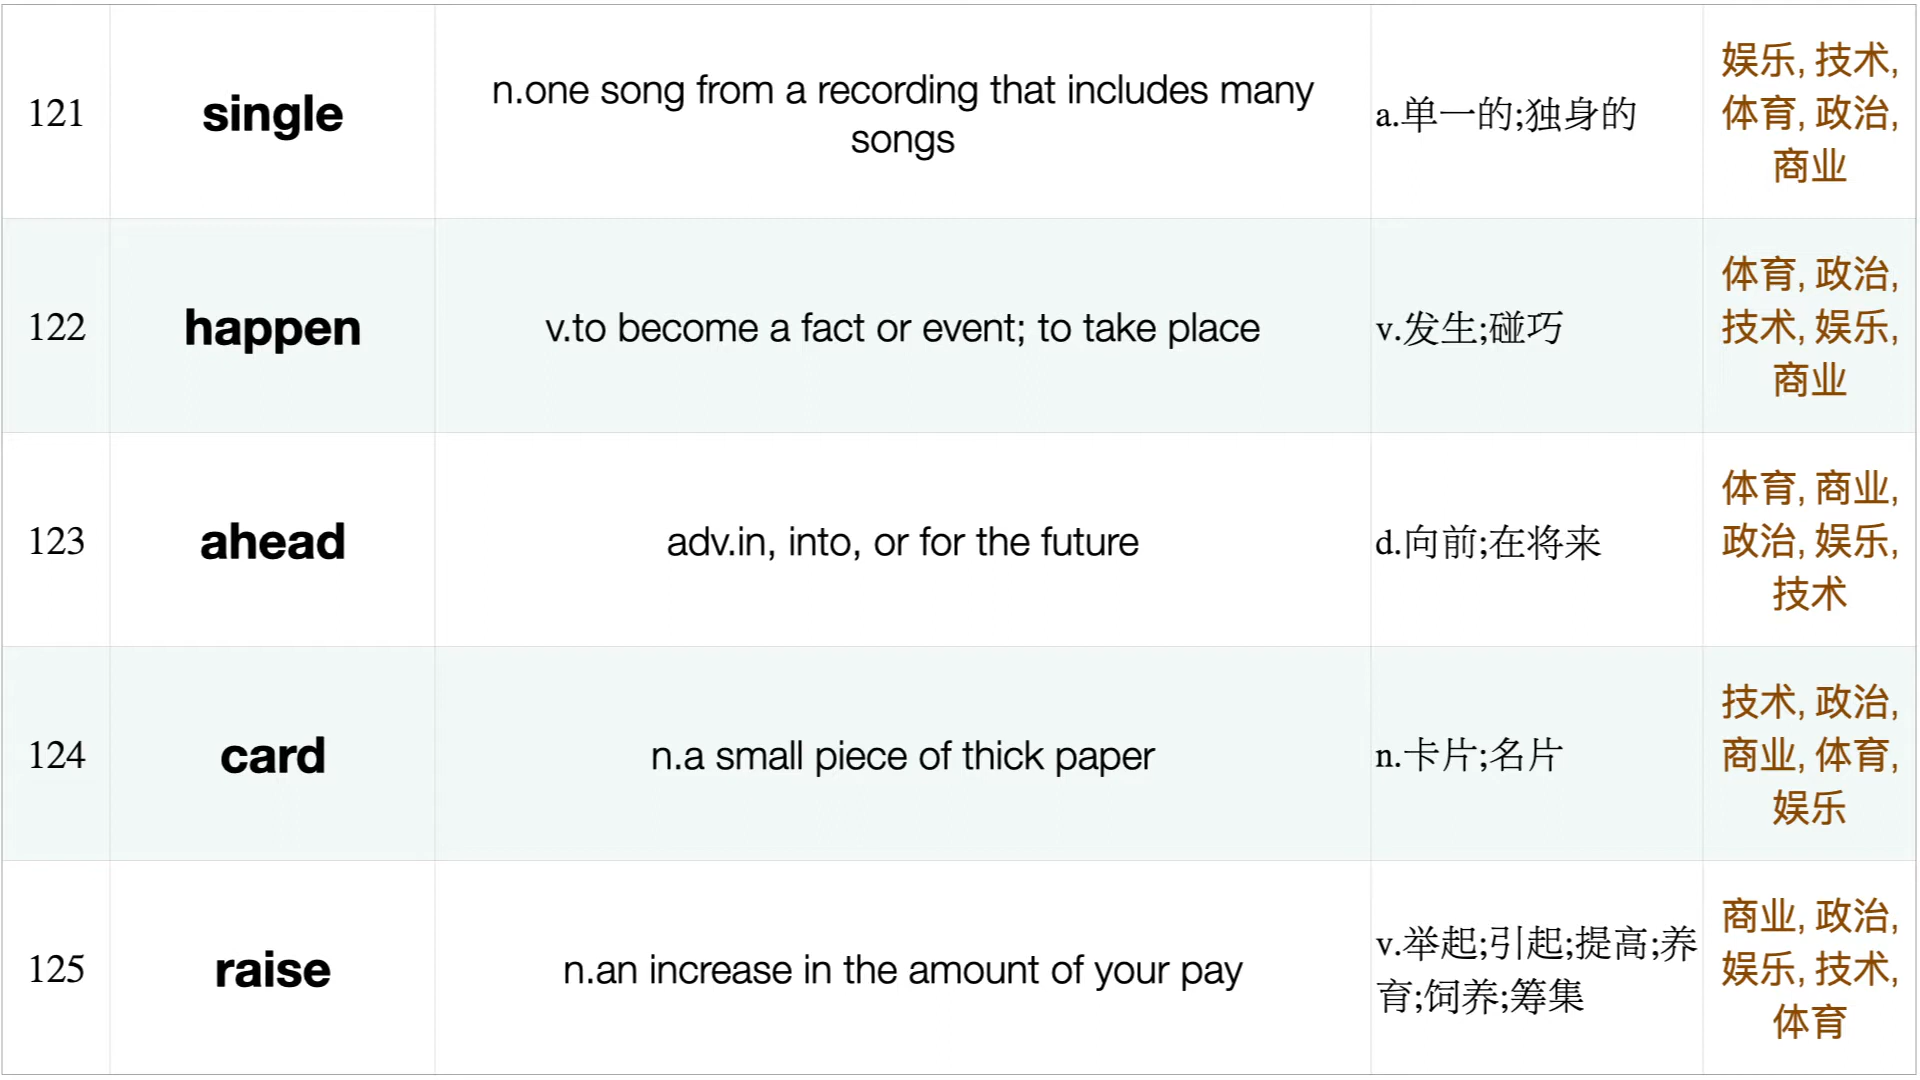 121
single
n.one song from a recording that includes many
songs
a.单一的;独身的
娱乐, 技术,
体育, 政治,
商业
122
happen
v.to become a fact or event; to take place
v.发生;碰巧
体育, 政治,
技术, 娱乐,
商业
123
ahead
adv.in, into, or for the future
d.向前;在将来
体育, 商业,
政治, 娱乐,
技术
124
card
n.a small piece of thick paper
n.卡片;名片
技术, 政治,
商业, 体育,
娱乐
125
raise
n.an increase in the amount of your pay
v.举起;引起;提高;养
育;饲养;筹集
商业, 政治,
娱乐, 技术,
体育